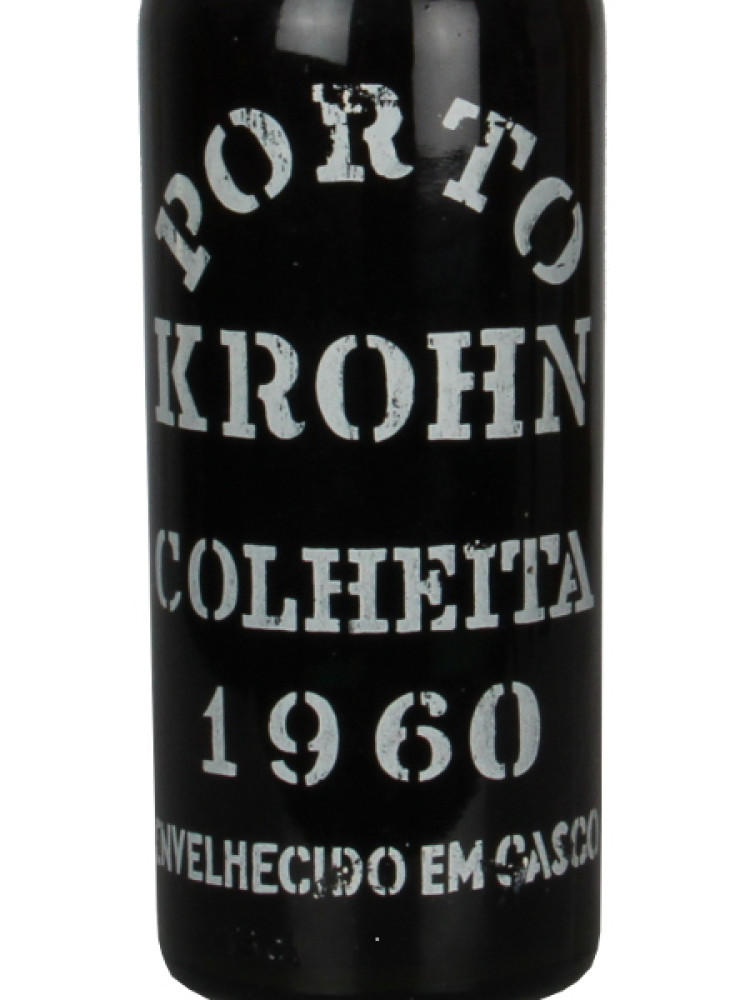 PORTO
KROHN
COLHEITA
1960
ENVELHECIDO EM CASCO